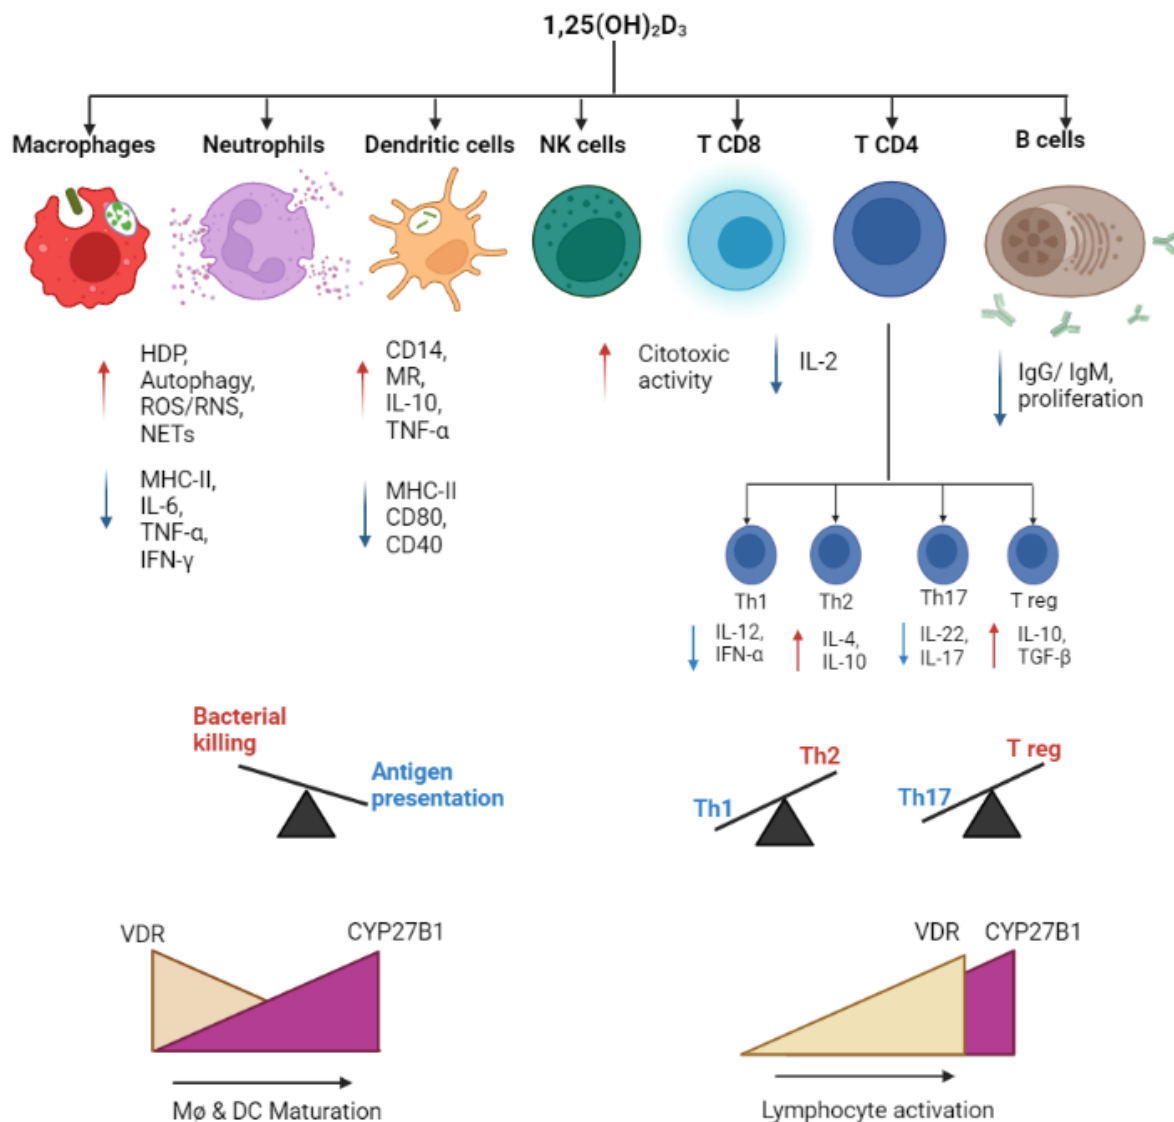 1,25(OH)₂D₃
Macrophages
Neutrophils
Dendritic cells
NK cells
T CD8
T CD4
B cells
HDP,
Autophagy,
ROS/RNS,
NETs
MHC-II,
IL-6,
TNF-α,
IFN-γ
CD14,
MR,
IL-10,
TNF-α
MHC-II
CD80,
CD40
Citotoxic
activity
IL-2
IgG/ IgM,
proliferation
Th1
Th2
Th17
T reg
IL-12,
IFN-α
IL-4,
IL-10
IL-22,
IL-17
IL-10,
TGF-β
Bacterial
killing
Antigen
presentation
Th1
Th2
Th17
T reg
VDR
CYP27B1
Mø & DC Maturation
VDR
CYP27B1
Lymphocyte activation